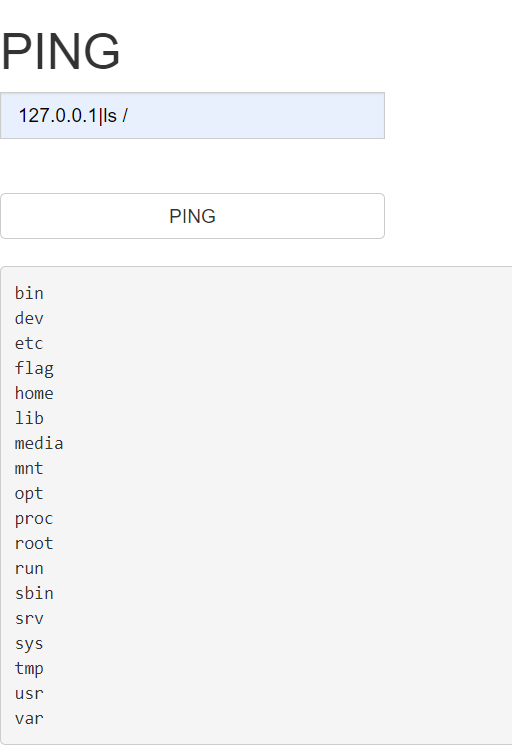 PING
127.0.0.1|ls /
PING
bin
dev
etc
flag
home
lib
media
mnt
opt
proc
root
run
sbin
srv
sys
tmp
usr
var